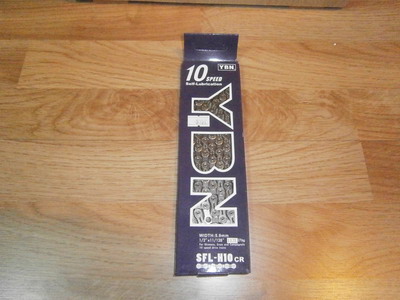 YBN
10 SPEED
Self-Lubrication
YBN
WIDTH:5.9mm
1/2"x11/128"
SFL-H10 CR